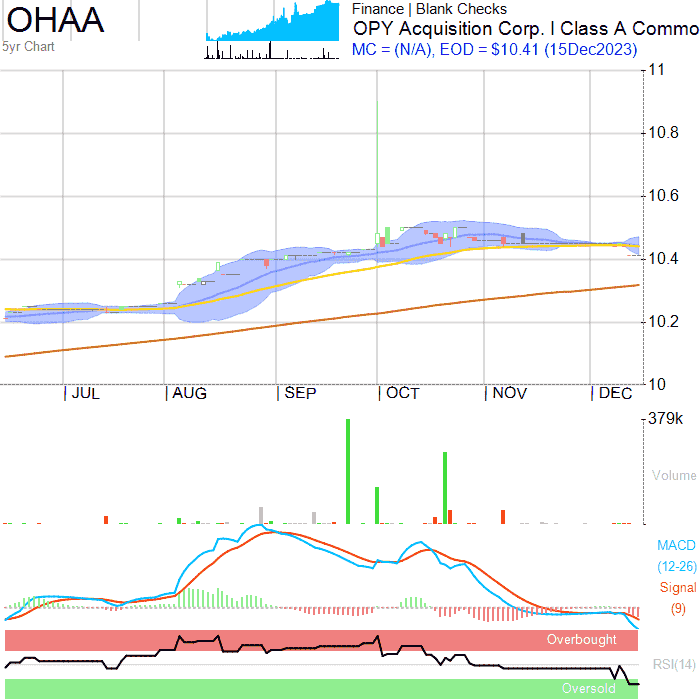 OHAA
5yr Chart
Finance | Blank Checks
OPY Acquisition Corp. I Class A Commo
MC = (N/A), EOD = $10.41 (15Dec2023)
11
10.8
10.6
10.4
10.2
10
JUL
AUG
SEP
OCT
NOV
DEC
379k
Volume
MACD
(12-26)
Signal
(9)
Overbought
RSI(14)
Oversold